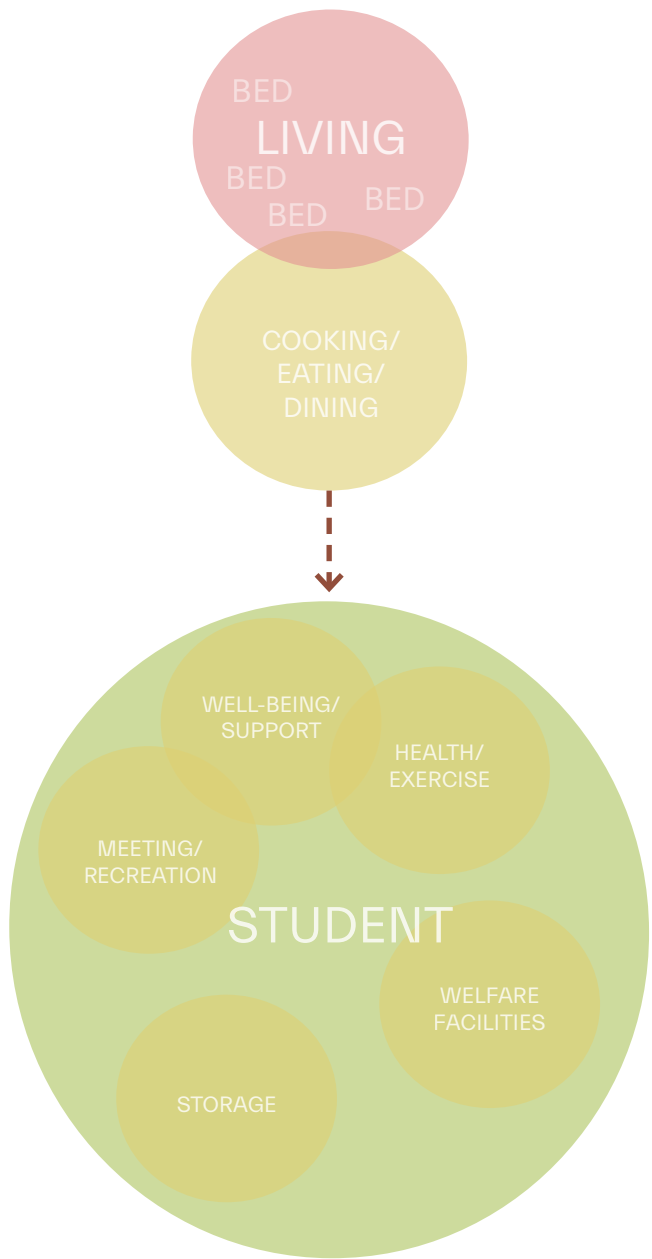 BED
LIVING
BED
BED
BED
COOKING/
EATING/
DINING
WELL-BEING/
SUPPORT
HEALTH/
EXERCISE
MEETING/
RECREATION
STUDENT
WELFARE
FACILITIES
STORAGE